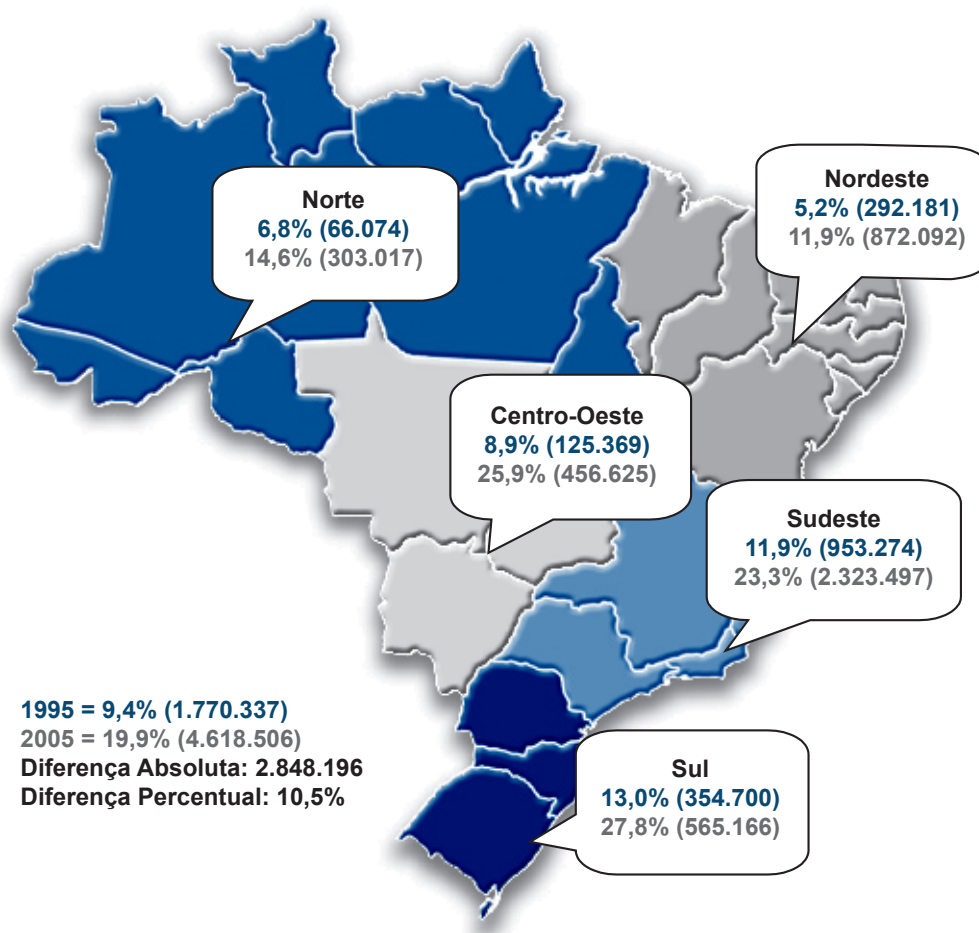 Norte
6,8% (66.074)
14,6% (303.017)
Nordeste
5,2% (292.181)
11,9% (872.092)
Centro-Oeste
8,9% (125.369)
25,9% (456.625)
Sudeste
11,9% (953.274)
23,3% (2.323.497)
1995 = 9,4% (1.770.337)
2005 = 19,9% (4.618.506)
Diferença Absoluta: 2.848.196
Diferença Percentual: 10,5%
Sul
13,0% (354.700)
27,8% (565.166)